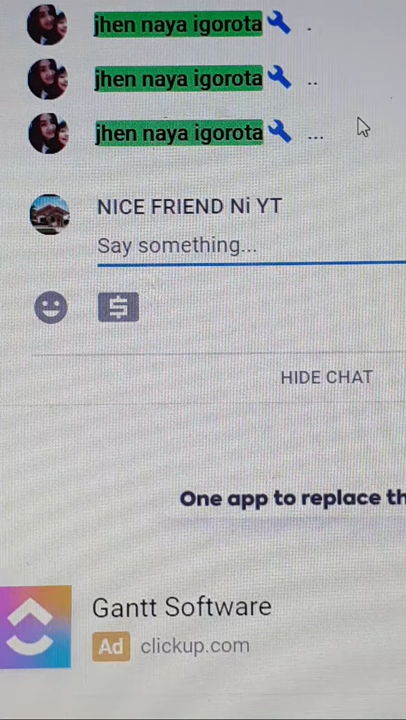 jhen naya igorota .
jhen naya igorota ..
jhen naya igorota ...
NICE FRIEND Ni YT
Say something...
HIDE CHAT
One app to replace th
Gantt Software
Ad clickup.com